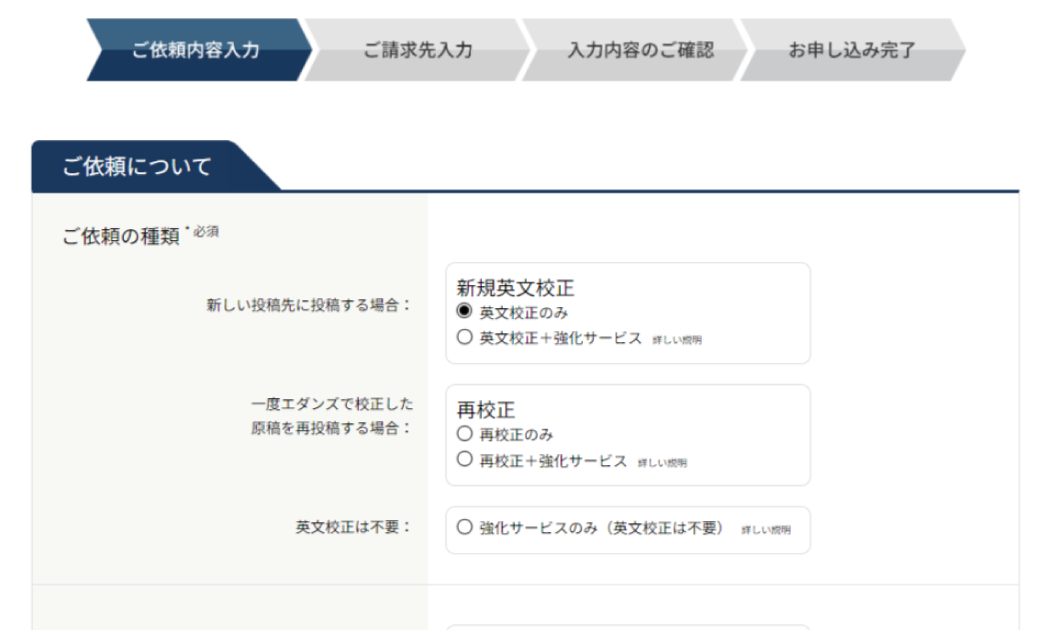 ご依頼内容入力
ご請求先入力
入力内容のご確認
お申し込み完了
ご依頼について
ご依頼の種類 * 必須
新しい投稿先に投稿する場合：
新規英文校正
英文校正のみ
英文校正＋強化サービス 詳しい説明
一度エダンズで校正した
原稿を再投稿する場合：
再校正
再校正のみ
再校正＋強化サービス 詳しい説明
英文校正は不要：
強化サービスのみ（英文校正は不要） 詳しい説明